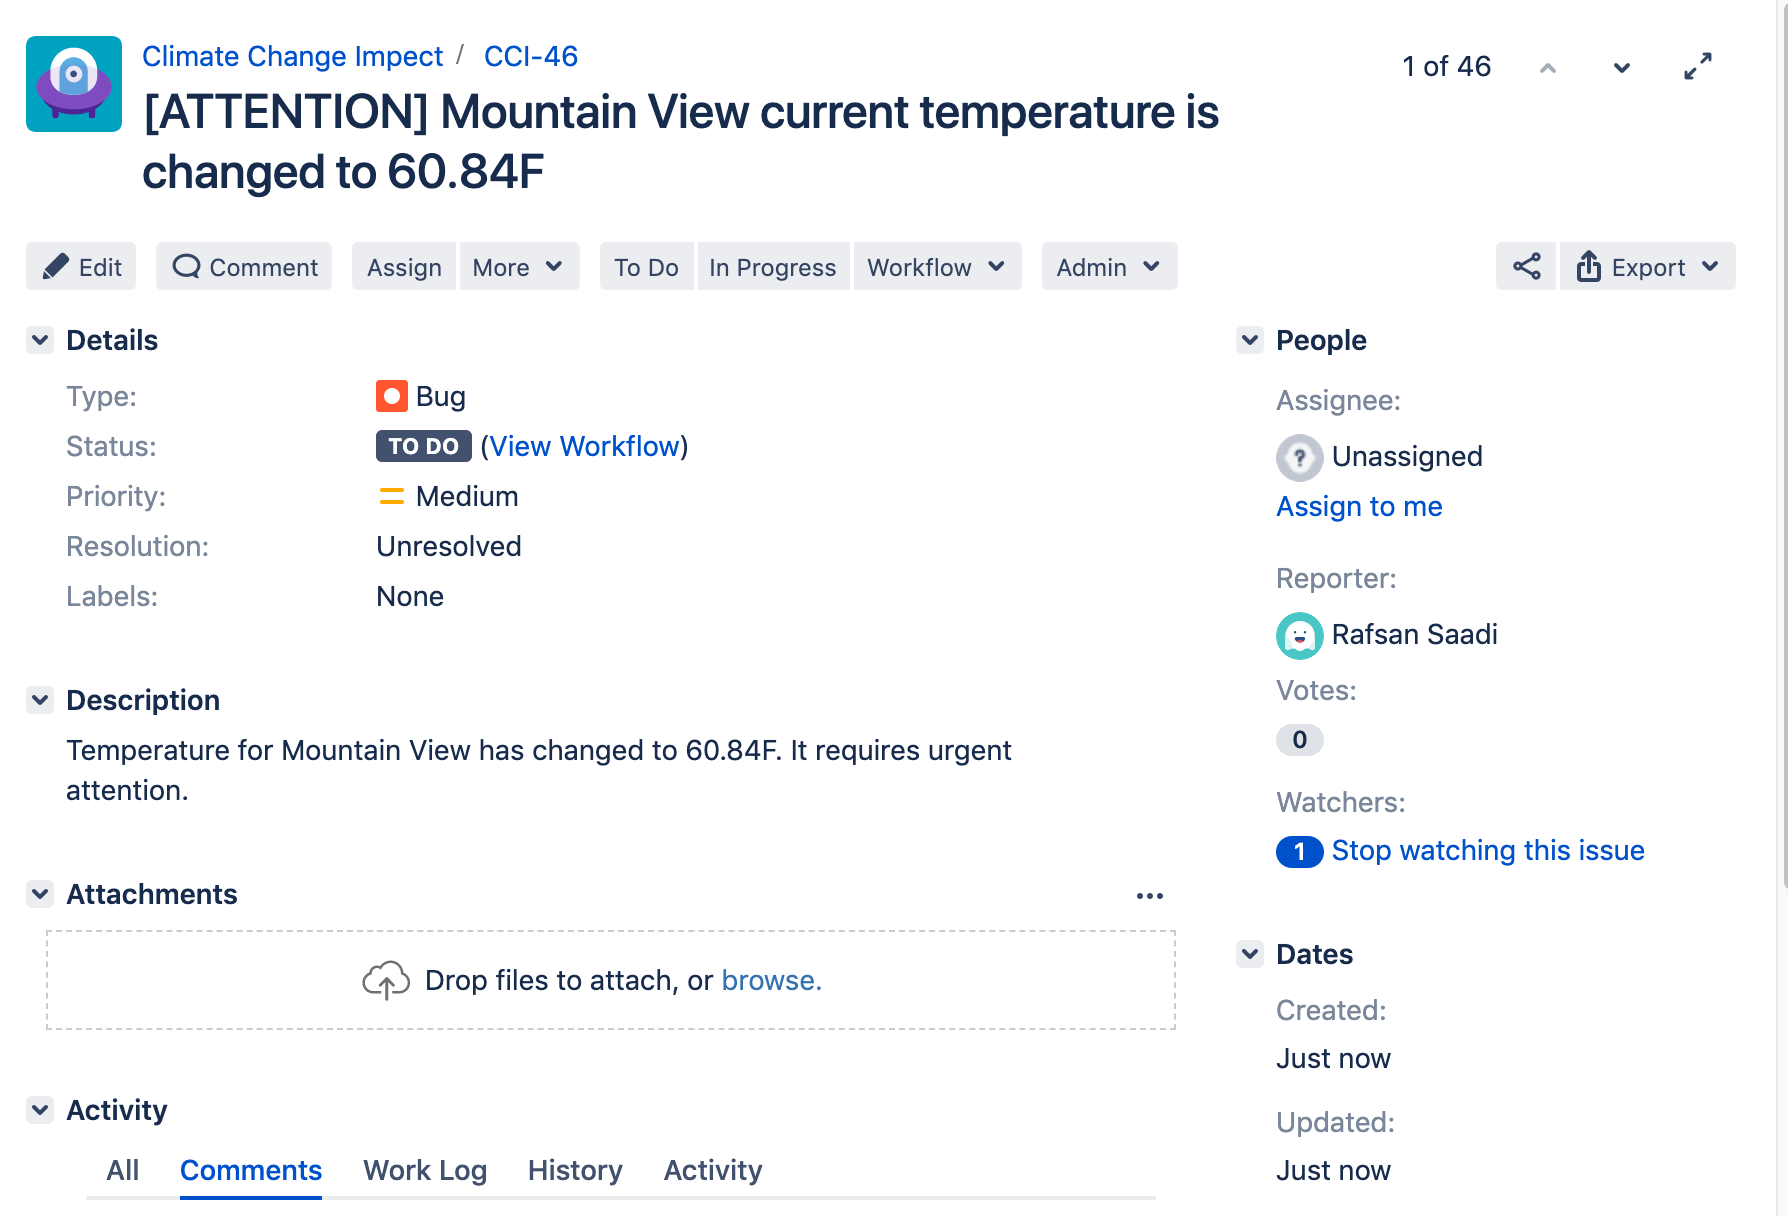 Climate Change Impact / CCI-46
1 of 46
[ATTENTION] Mountain View current temperature is
changed to 60.84F
Edit
Comment
Assign
More
To Do
In Progress
Workflow
Admin
Export
Details
Type: Bug
Status: TO DO (View Workflow)
Priority: Medium
Resolution: Unresolved
Labels: None
Description
Temperature for Mountain View has changed to 60.84F. It requires urgent
attention.
Attachments
Drop files to attach, or browse.
Activity
All
Comments
Work Log
History
Activity
People
Assignee:
? Unassigned
Assign to me
Reporter:
Rafsan Saadi
Votes:
0
Watchers:
1 Stop watching this issue
Dates
Created:
Just now
Updated:
Just now